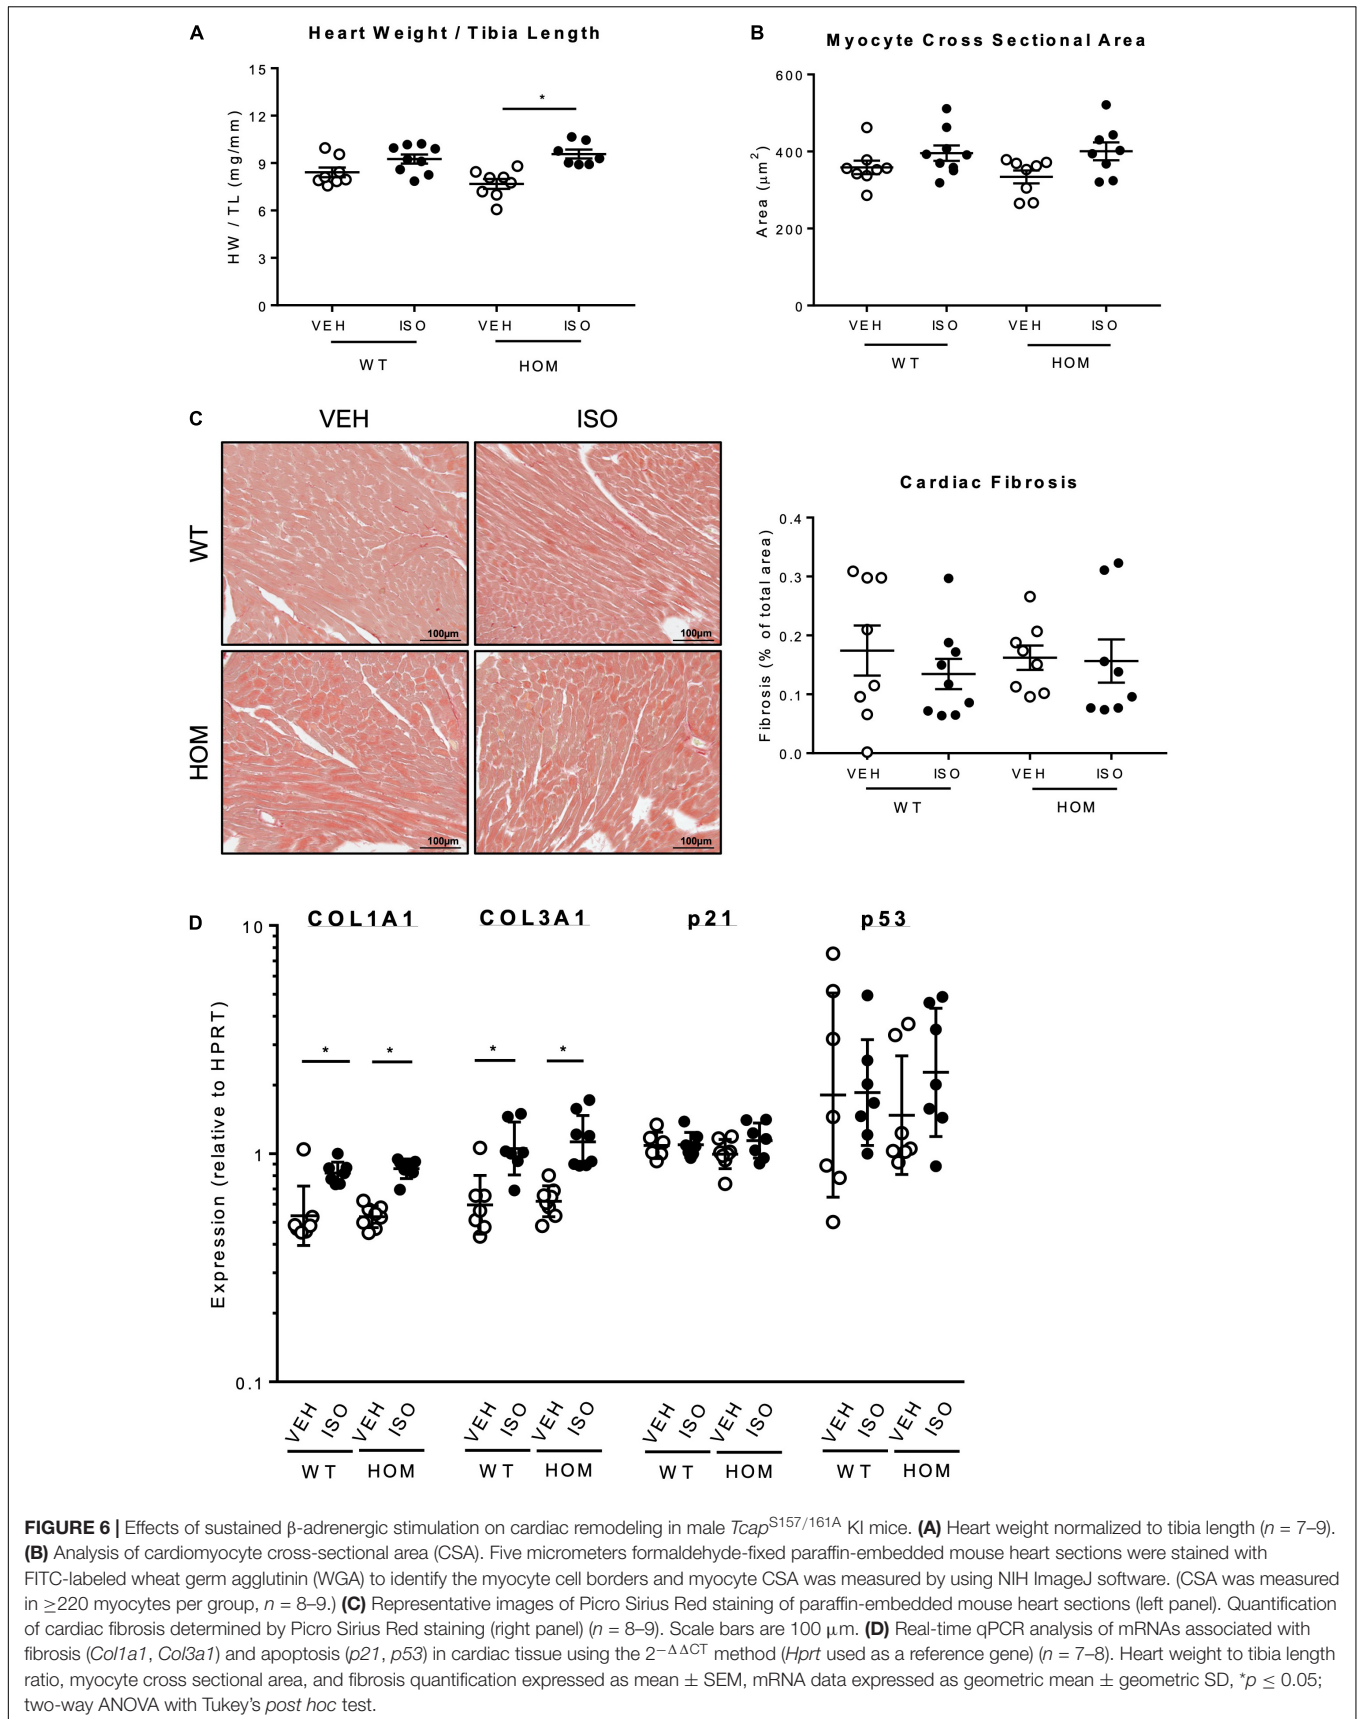 A
Heart Weight / Tibia Length
15
12
9
6
3
0
HW / TL (mg/mm)
*
VEH ISO VEH ISO
WT HOM
B
Myocyte Cross Sectional Area
600
400
200
0
Area (μm²)
VEH ISO VEH ISO
WT HOM
C
VEH ISO
WT
HOM
100μm
100μm
100μm
100μm
Cardiac Fibrosis
0.4
0.3
0.2
0.1
0.0
Fibrosis (% of total area)
VEH ISO VEH ISO
WT HOM
D
COL1A1 COL3A1 p21 p53
10
1
0.1
Expression (relative to HPRT)
* * * *
VEH ISO VEH ISO VEH ISO VEH ISO VEH ISO VEH ISO VEH ISO VEH ISO
WT HOM WT HOM WT HOM WT HOM
FIGURE 6 | Effects of sustained β-adrenergic stimulation on cardiac remodeling in male Tcap^S157/161A KI mice. (A) Heart weight normalized to tibia length (n = 7–9).
(B) Analysis of cardiomyocyte cross-sectional area (CSA). Five micrometers formaldehyde-fixed paraffin-embedded mouse heart sections were stained with
FITC-labeled wheat germ agglutinin (WGA) to identify the myocyte cell borders and myocyte CSA was measured by using NIH ImageJ software. (CSA was measured
in ≥220 myocytes per group, n = 8–9.) (C) Representative images of Picro Sirius Red staining of paraffin-embedded mouse heart sections (left panel). Quantification
of cardiac fibrosis determined by Picro Sirius Red staining (right panel) (n = 8–9). Scale bars are 100 μm. (D) Real-time qPCR analysis of mRNAs associated with
fibrosis (Col1a1, Col3a1) and apoptosis (p21, p53) in cardiac tissue using the 2^−ΔΔCT method (Hprt used as a reference gene) (n = 7–8). Heart weight to tibia length
ratio, myocyte cross sectional area, and fibrosis quantification expressed as mean ± SEM, mRNA data expressed as geometric mean ± geometric SD, *p ≤ 0.05;
two-way ANOVA with Tukey's post hoc test.